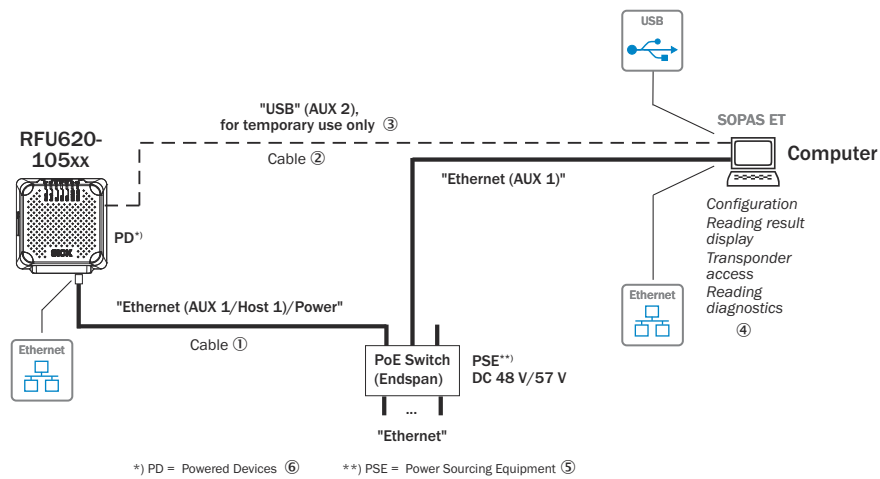 USB
"USB" (AUX 2),
for temporary use only ③
SOPAS ET
RFU620-
105xx
Cable ②
Computer
"Ethernet (AUX 1)"
Configuration
Reading result
display
Transponder
access
Reading
diagnostics
④
PD*)
SICK
"Ethernet (AUX 1/Host 1)/Power"
Ethernet
Cable ①
Ethernet
PoE Switch
(Endspan)
PSE**)
DC 48 V/57 V
...
"Ethernet"
*) PD = Powered Devices ⑥
**) PSE = Power Sourcing Equipment ⑤